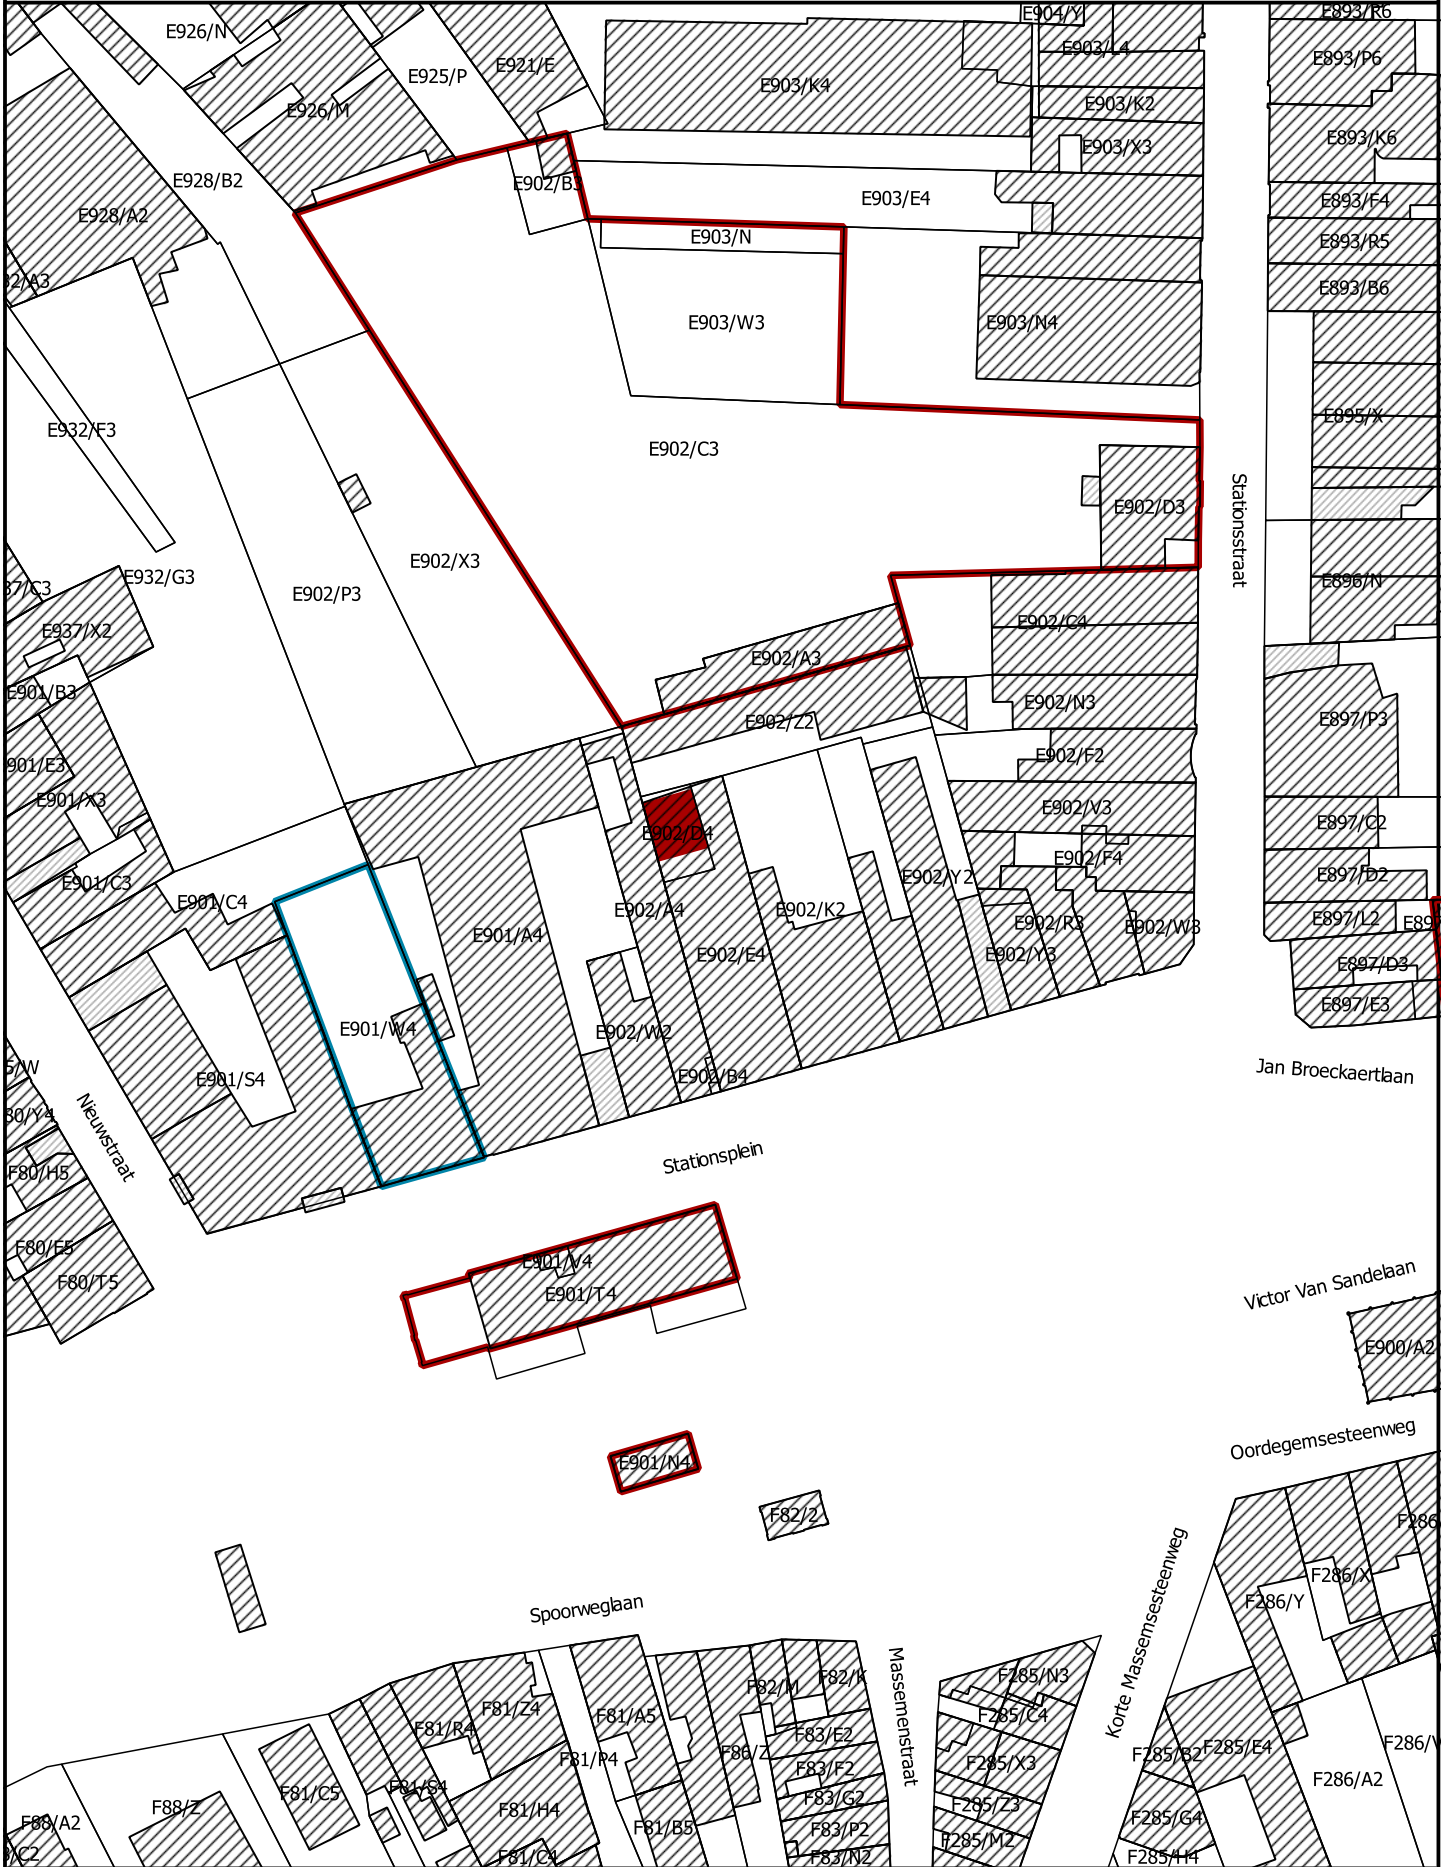 E904/Y
E893/R6
E926/N
E903/L4
E893/P6
E921/E
E925/P
E903/K4
E903/K2
E926/M
E893/K6
E903/X3
E928/B2
E902/B3
E903/E4
E893/F4
E928/A2
E903/N
E893/R5
E893/B6
E903/W3
E903/N4
E895/X
E932/F3
E902/C3
Stationsstraat
E902/D3
E902/X3
E932/G3
E896/N
37/C3
E902/P3
E902/C4
E937/X2
E902/A3
E901/B3
E902/N3
E902/Z2
E897/P3
E902/F2
901/E3
E901/X3
E902/V3
E897/C2
E902/D4
E902/F4
E897/D2
E902/Y2
E901/C3
E901/C4
E902/A4
E902/K2
E897/L2
E902/R3
E902/W3
E901/A4
E902/E4
E902/Y3
E897/D3
E897/E3
E901/W4
E902/W2
Jan Broeckaertlaan
E901/S4
E902/B4
80/Y4
Nieuwstraat
Stationsplein
F80/H5
F80/E5
E901/V4
F80/T5
E901/T4
Victor Van Sandelaan
E900/A2
Oordegemsesteenweg
E901/N4
F82/2
F286/X
F286/Y
Spoorweglaan
Korte Massemsesteenweg
Massemenstraat
F285/N3
F82/K
F82/M
F81/Z4
F81/A5
F285/C4
F81/R4
F83/E2
F286/V
F285/E4
F285/B2
F86/Z
F81/P4
F285/X3
F83/F2
F286/A2
F81/S4
F81/C5
F83/G2
F285/Z3
F88/Z
F81/H4
F285/G4
F88/A2
F81/B5
F83/P2
F285/M2
F81/C4
F83/N2
F285/H4